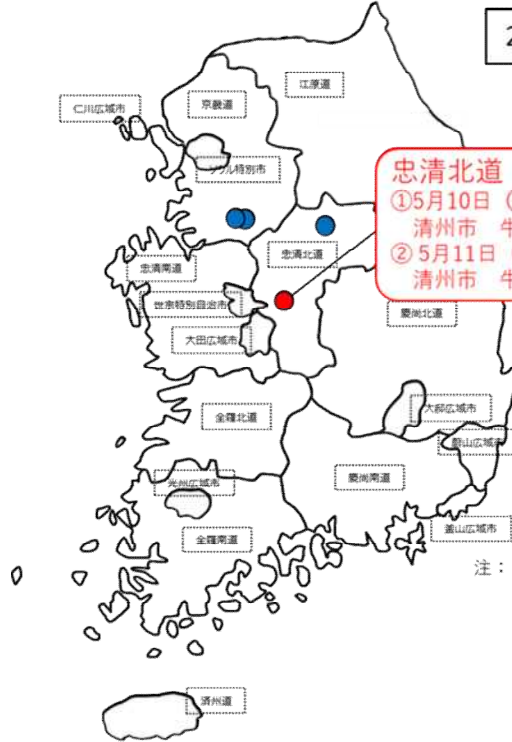 2
江原道
京畿道
仁川広域市
ソウル特別市
忠清北道
①5月10日（
清州市　牛
② 5月11日（
清州市　牛
忠清北道
忠清南道
世宗特別自治市
慶尚北道
大田広域市
大邱広域市
全羅北道
蔚山広域市
慶尚南道
光州広域市
釜山広域市
全羅南道
注：
済州道